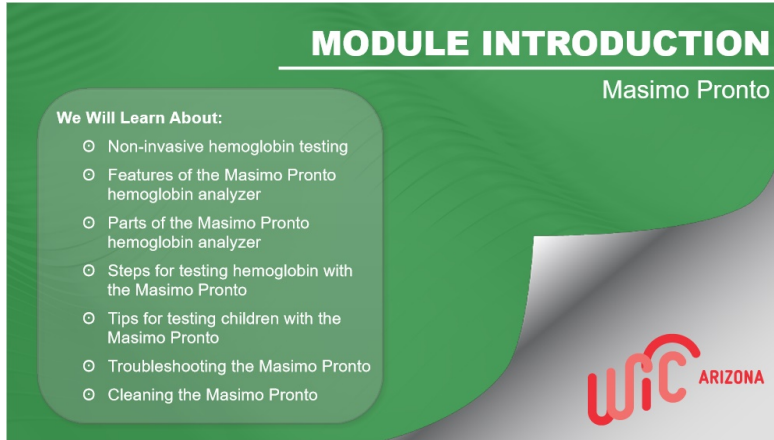 MODULE INTRODUCTION
Masimo Pronto
We Will Learn About:
Non-invasive hemoglobin testing
Features of the Masimo Pronto
hemoglobin analyzer
Parts of the Masimo Pronto
hemoglobin analyzer
Steps for testing hemoglobin with
the Masimo Pronto
Tips for testing children with the
Masimo Pronto
Troubleshooting the Masimo Pronto
Cleaning the Masimo Pronto
WIC ARIZONA